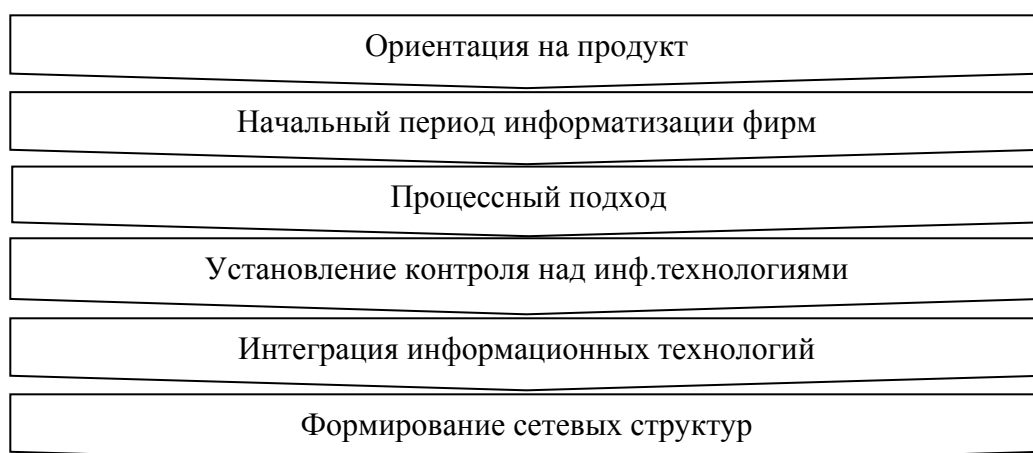 Ориентация на продукт
Начальный период информатизации фирм
Процессный подход
Установление контроля над инф.технологиями
Интеграция информационных технологий
Формирование сетевых структур